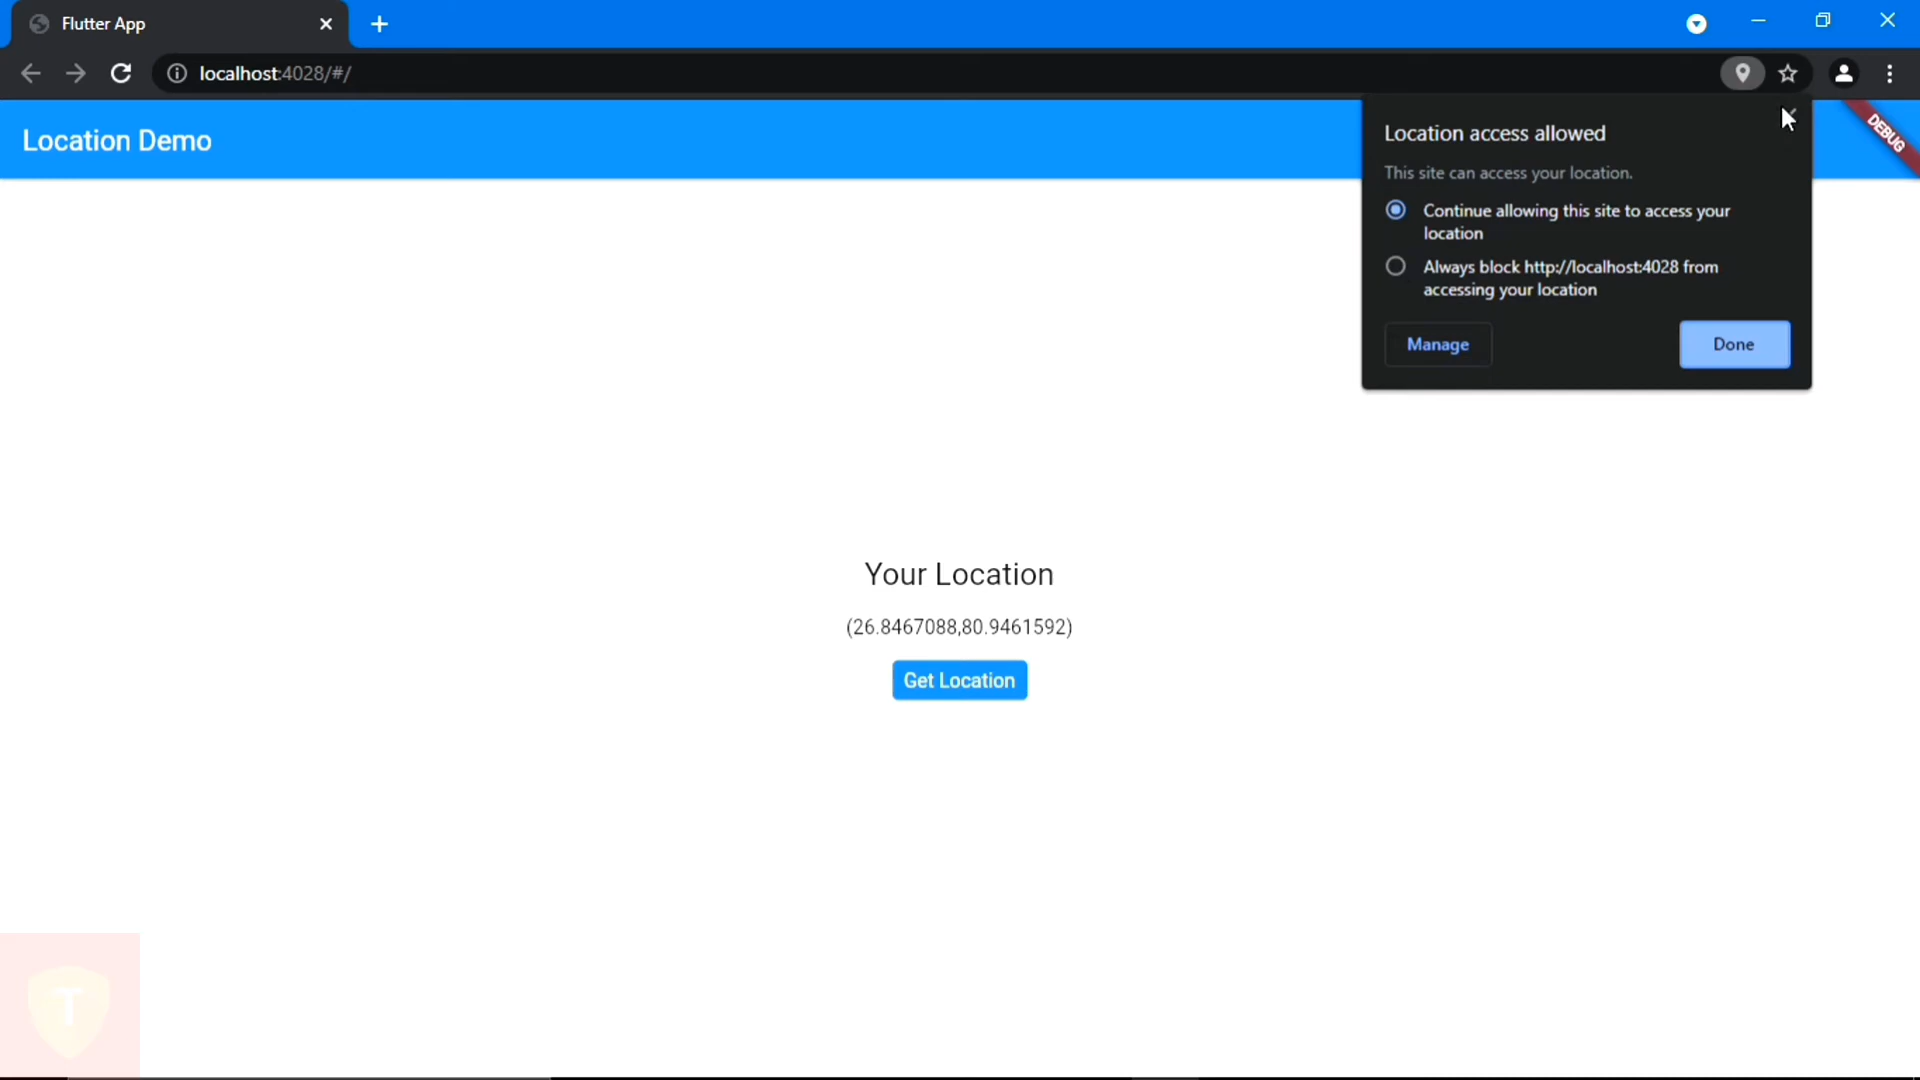 Flutter App
localhost:4028/#/
Location Demo
DEBUG
Location access allowed
This site can access your location.
Continue allowing this site to access your
location
Always block http://localhost:4028 from
accessing your location
Manage
Done
Your Location
(26.8467088,80.9461592)
Get Location
T